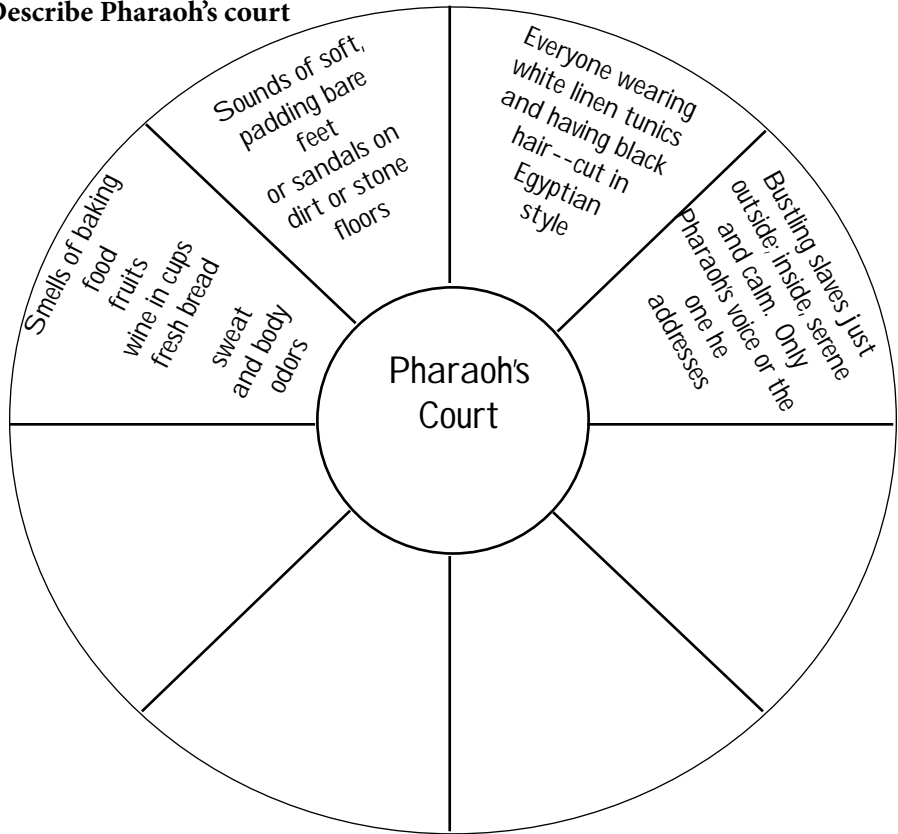 Describe Pharaoh's court
Smells of baking
food
fruits
wine in cups
fresh bread
sweat
and body
odors
Sounds of soft,
padding bare
feet
or sandals on
dirt or stone
floors
Everyone wearing
white linen tunics
and having black
hair--cut in
Egyptian
style
Bustling slaves just
outside; inside, serene
and calm. Only
Pharaoh's voice or the
one he
addresses
Pharaoh's
Court